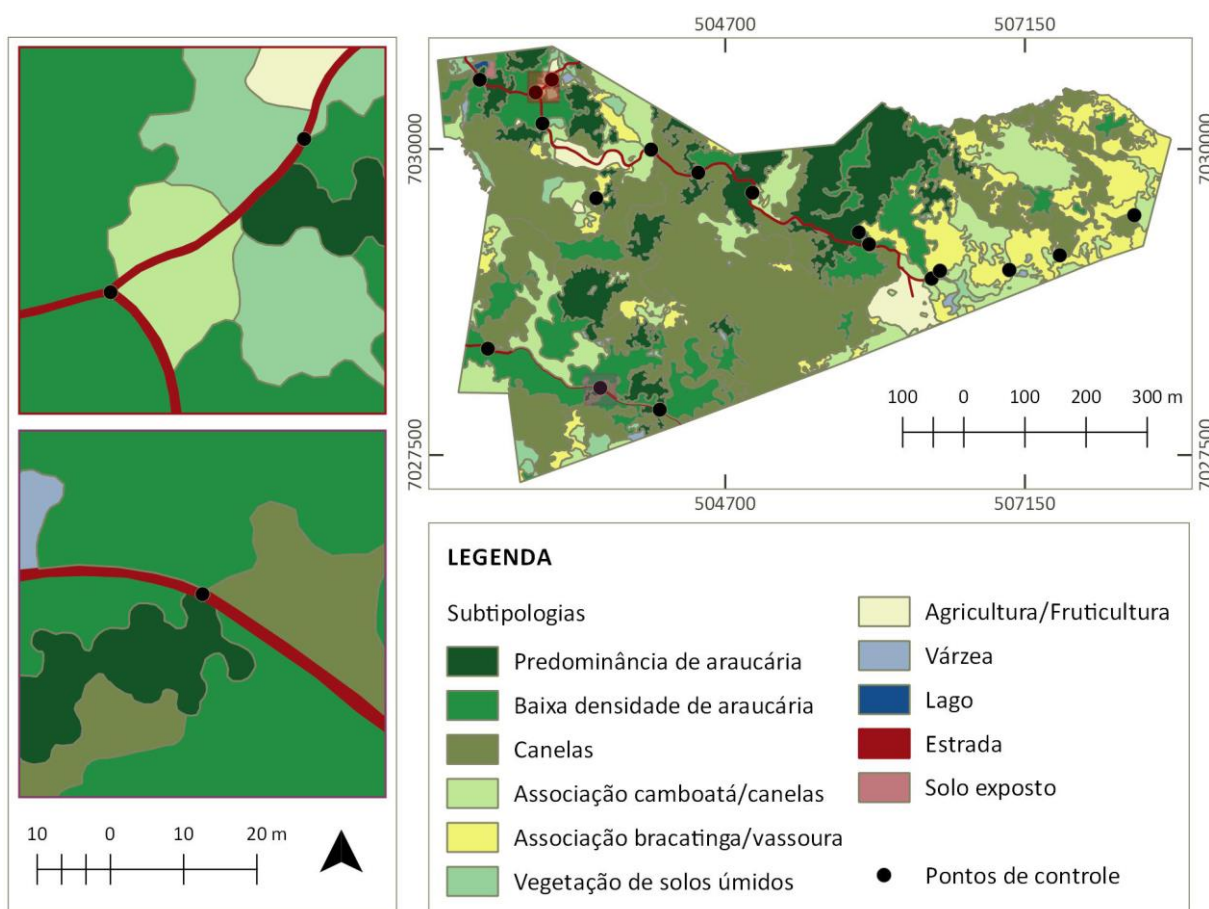 504700
507150
7030000
7030000
7027500
7027500
100
0
100
200
300 m
504700
507150
10
0
10
20 m
LEGENDA
Subtipologias
Predominância de araucária
Baixa densidade de araucária
Canelas
Associação camboatá/canelas
Associação bracatinga/vassoura
Vegetação de solos úmidos
Agricultura/Fruticultura
Várzea
Lago
Estrada
Solo exposto
Pontos de controle